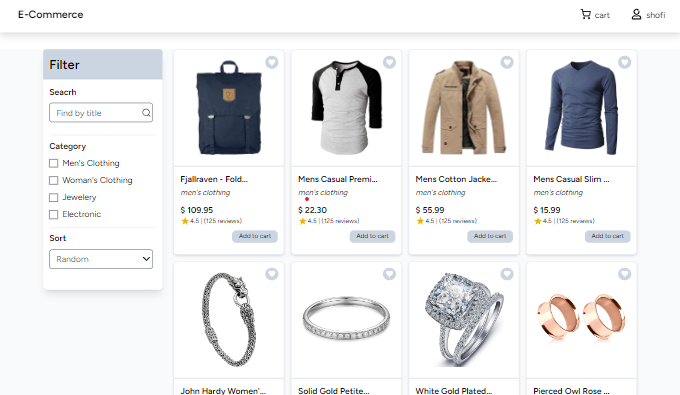 E-Commerce
cart
shofi
Filter
Seacrh
Find by title
Category
Men's Clothing
Woman's Clothing
Jewelery
Electronic
Sort
Random
Fjallraven - Fold...
men's clothing
$ 109.95
4.5 | (125 reviews)
Add to cart
Mens Casual Premi...
men's clothing
$ 22.30
4.5 | (125 reviews)
Add to cart
Mens Cotton Jacke...
men's clothing
$ 55.99
4.5 | (125 reviews)
Add to cart
Mens Casual Slim ...
men's clothing
$ 15.99
4.5 | (125 reviews)
Add to cart
John Hardy Women'...
Solid Gold Petite...
White Gold Plated...
Pierced Owl Rose ...